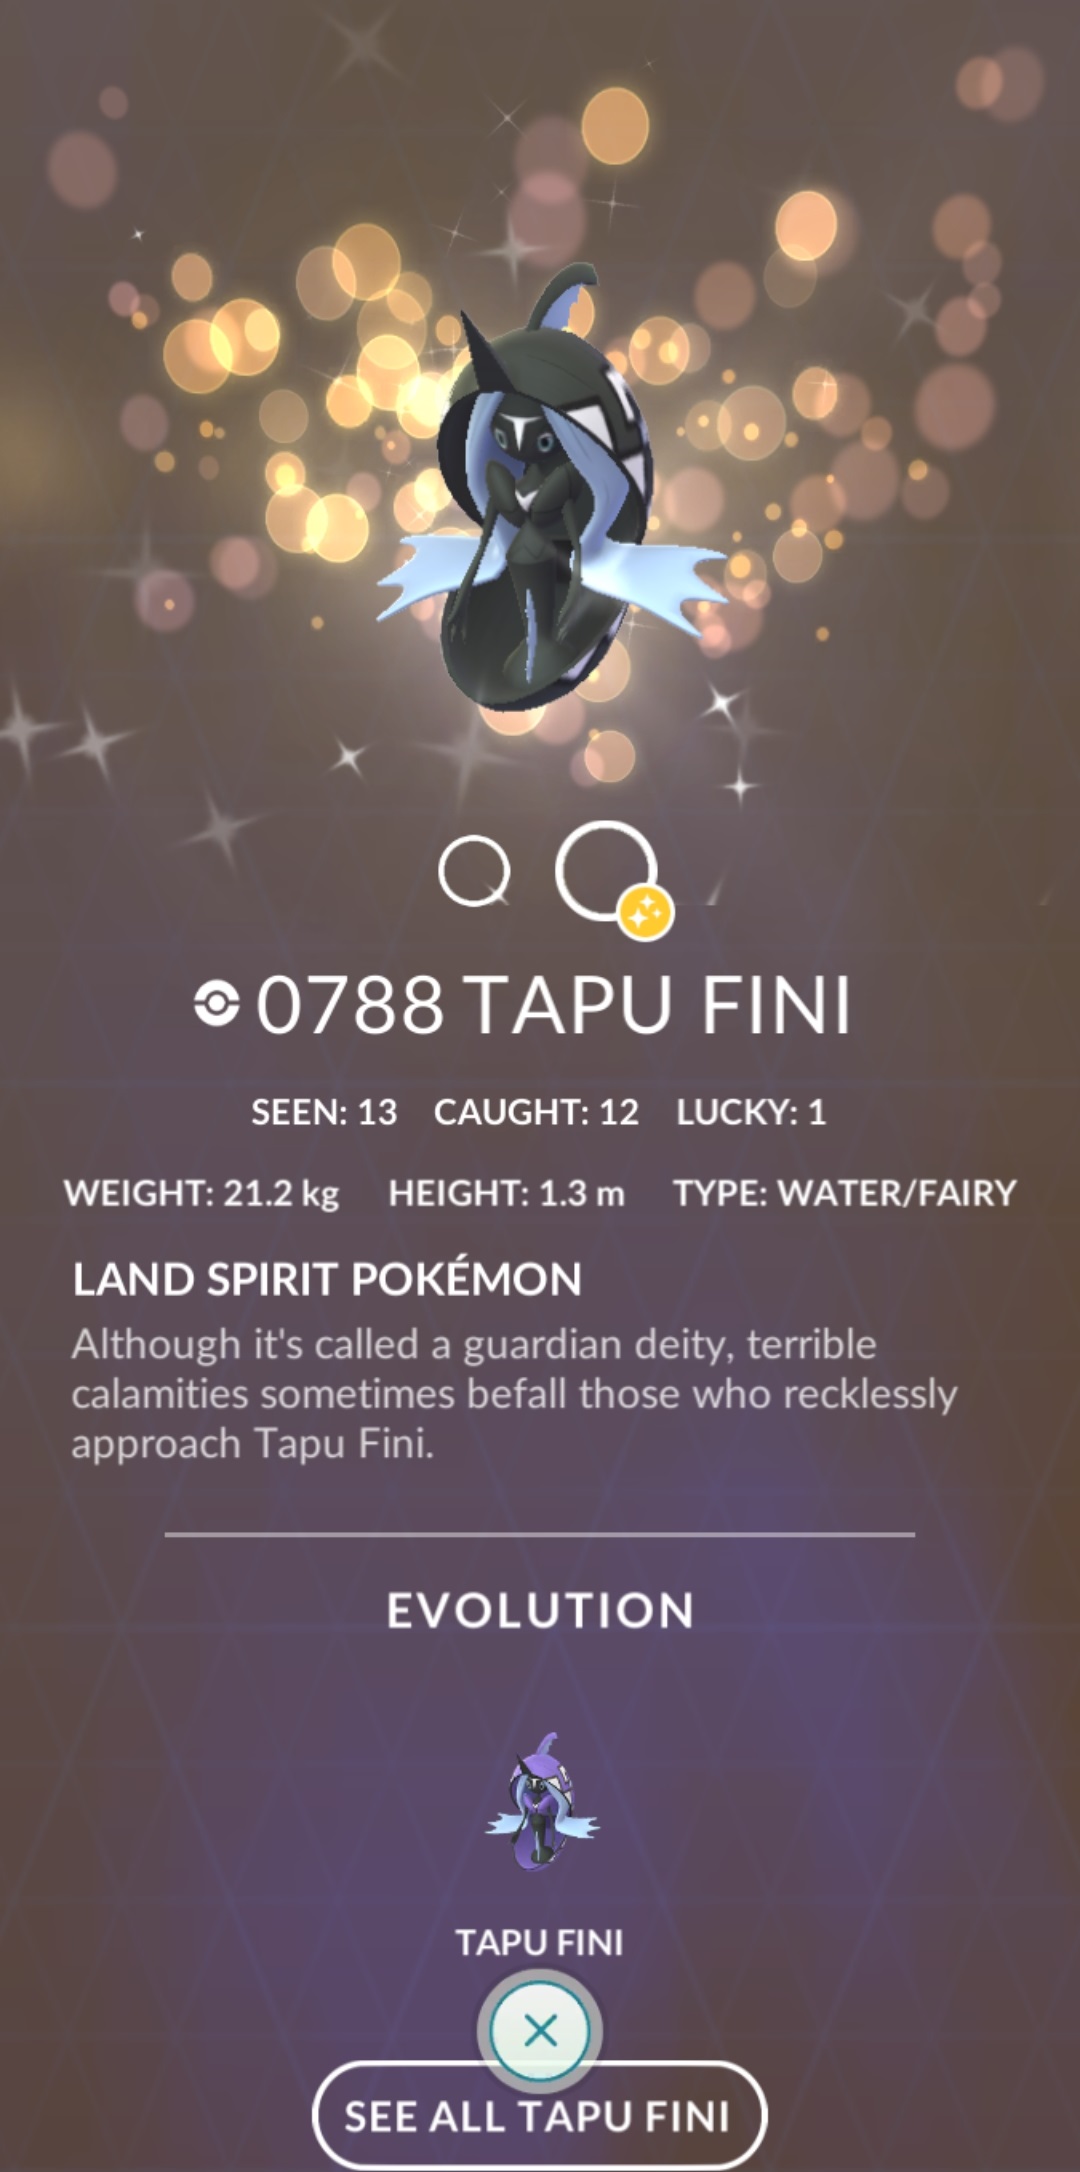 0788 TAPU FINI
SEEN: 13 CAUGHT: 12 LUCKY: 1
WEIGHT: 21.2 kg HEIGHT: 1.3 m TYPE: WATER/FAIRY
LAND SPIRIT POKÉMON
Although it's called a guardian deity, terrible
calamities sometimes befall those who recklessly
approach Tapu Fini.
EVOLUTION
TAPU FINI
SEE ALL TAPU FINI